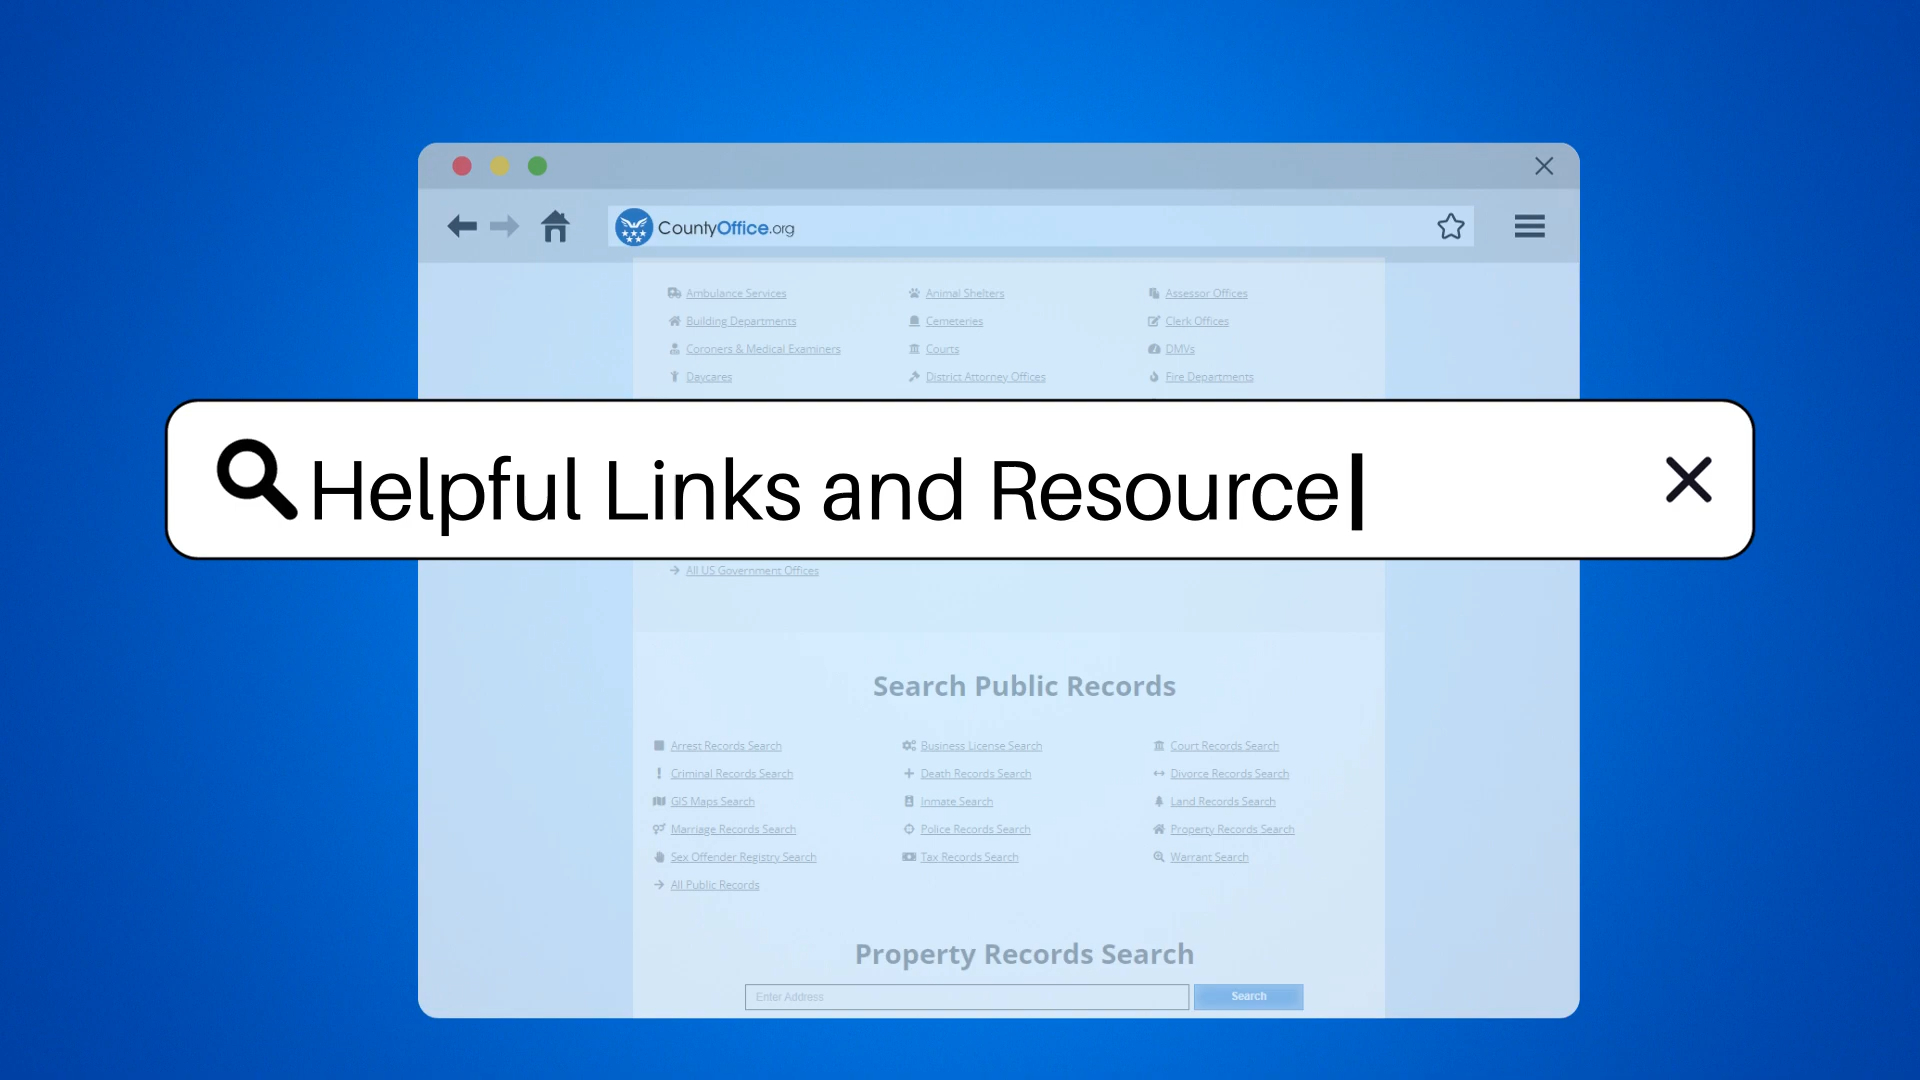 CountyOffice.org
Ambulance Services Animal Shelters Assessor Offices
Building Departments Cemeteries Clerk Offices
Coroners & Medical Examiners Courts DMVs
Daycares District Attorney Offices Fire Departments
Helpful Links and Resource
All US Government Offices
Search Public Records
Arrest Records Search Business License Search Court Records Search
Criminal Records Search Death Records Search Divorce Records Search
GIS Maps Search Inmate Search Land Records Search
Marriage Records Search Police Records Search Property Records Search
Sex Offender Registry Search Tax Records Search Warrant Search
All Public Records
Property Records Search
Enter Address Search